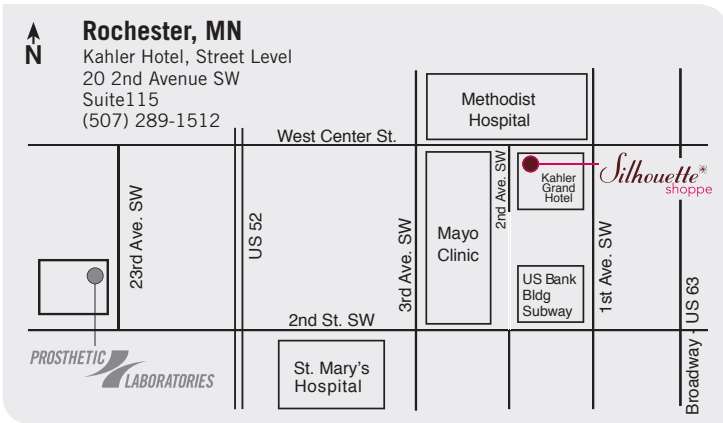 Rochester, MN
N
Kahler Hotel, Street Level
20 2nd Avenue SW
Suite115
(507) 289-1512
Methodist
Hospital
West Center St.
Silhouette*
shoppe
Kahler
Grand
Hotel
2nd Ave. SW
23rd Ave. SW
US 52
3rd Ave. SW
Mayo
Clinic
1st Ave. SW
US Bank
Bldg
Subway
Broadway - US 63
2nd St. SW
PROSTHETIC
LABORATORIES
St. Mary's
Hospital